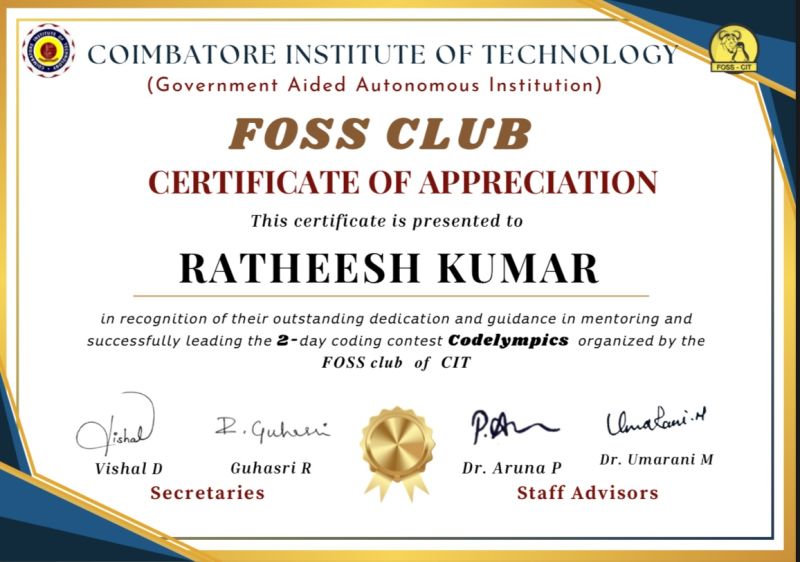 COIMBATORE INSTITUTE OF TECHNOLOGY
FOSS - CIT
(Government Aided Autonomous Institution)
FOSS CLUB
CERTIFICATE OF APPRECIATION
This certificate is presented to
RATHEESH KUMAR
in recognition of their outstanding dedication and guidance in mentoring and
successfully leading the 2-day coding contest Codelympics organized by the
FOSS club of CIT
Vishal R. Guhasri P. Umarani.M
Vishal D Guhasri R Dr. Aruna P Dr. Umarani M
Secretaries Staff Advisors